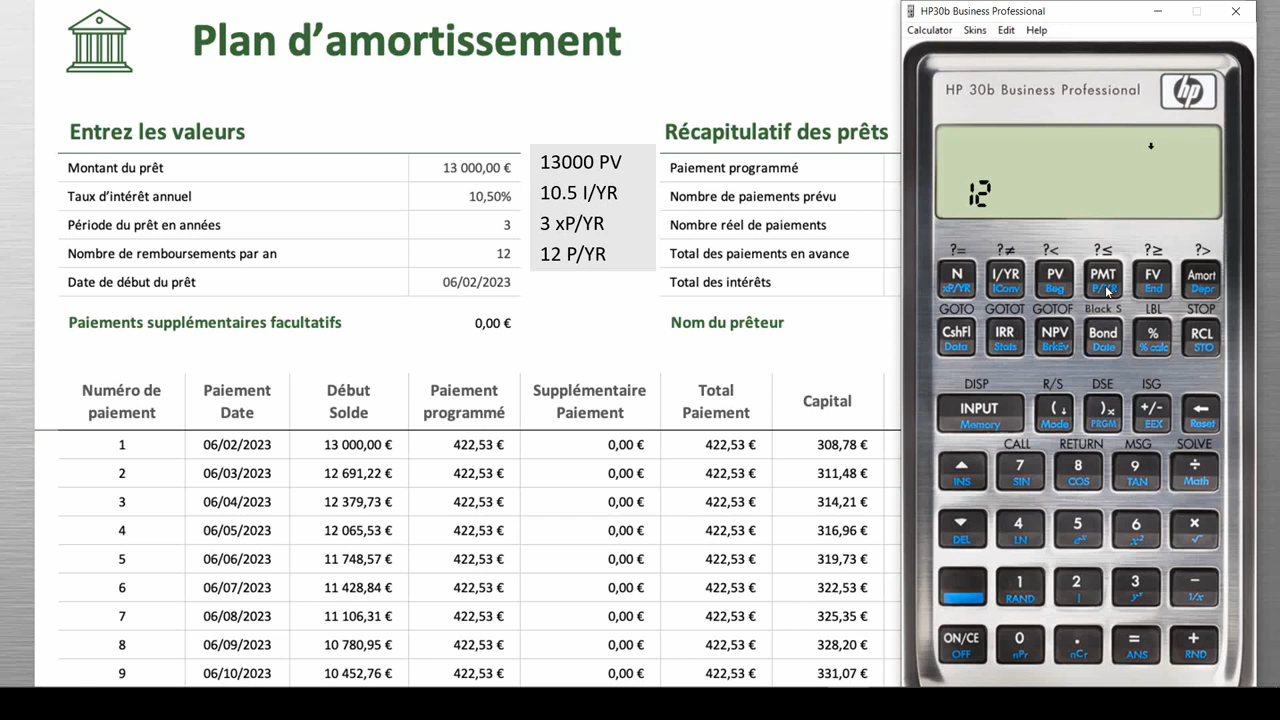 HP30b Business Professional
Calculator Skins Edit Help
Plan d’amortissement
Entrez les valeurs
Montant du prêt 13 000,00 €
Taux d’intérêt annuel 10,50%
Période du prêt en années 3
Nombre de remboursements par an 12
Date de début du prêt 06/02/2023
Paiements supplémentaires facultatifs 0,00 €
13000 PV
10.5 I/YR
3 xP/YR
12 P/YR
Récapitulatif des prêts
Paiement programmé
Nombre de paiements prévu
Nombre réel de paiements
Total des paiements en avance
Total des intérêts
Nom du prêteur
Numéro de paiement Paiement Date Début Solde Paiement programmé Supplémentaire Paiement Total Paiement Capital
1 06/02/2023 13 000,00 € 422,53 € 0,00 € 422,53 € 308,78 €
2 06/03/2023 12 691,22 € 422,53 € 0,00 € 422,53 € 311,48 €
3 06/04/2023 12 379,73 € 422,53 € 0,00 € 422,53 € 314,21 €
4 06/05/2023 12 065,53 € 422,53 € 0,00 € 422,53 € 316,96 €
5 06/06/2023 11 748,57 € 422,53 € 0,00 € 422,53 € 319,73 €
6 06/07/2023 11 428,84 € 422,53 € 0,00 € 422,53 € 322,53 €
7 06/08/2023 11 106,31 € 422,53 € 0,00 € 422,53 € 325,35 €
8 06/09/2023 10 780,95 € 422,53 € 0,00 € 422,53 € 328,20 €
9 06/10/2023 10 452,76 € 422,53 € 0,00 € 422,53 € 331,07 €
HP 30b Business Professional
hp
12
?= ?≠ ?< ?≤ ?≥ ?>
N I/YR PV PMT FV Amort
xP/YR IConv Beg P/YR End Depr
GOTO GOTOT GOTOF Black S LBL STOP
CshFl IRR NPV Bond % RCL
Data Stats BrkEv Date % calc STO
DISP R/S DSE ISG
INPUT ( ) +/- ←
Memory Mode PRGM EEX Reset
CALL RETURN MSG SOLVE
7 8 9 ÷
INS SIN COS TAN Math
4 5 6 ×
DEL LN eˣ x² √
1 2 3 −
RAND ! yˣ 1/x
ON/CE 0 . = +
OFF nPr nCr ANS RND